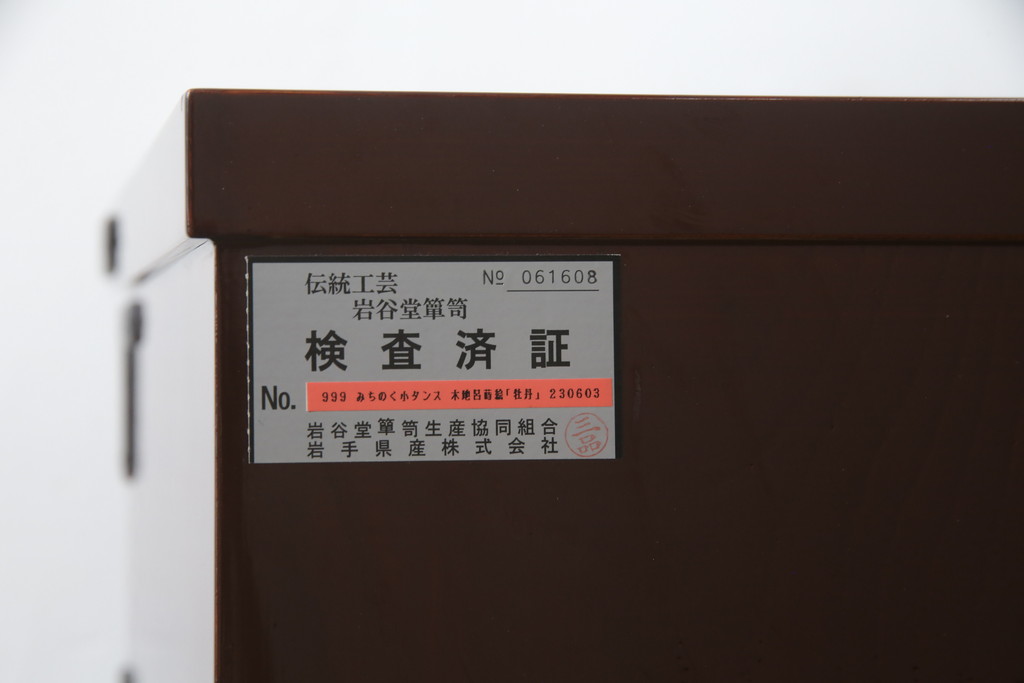 伝統工芸
№ 061608
岩谷堂簞笥
検査済証
No. 999 みちのく小タンス 木地呂蒔絵「牡丹」 230603
岩谷堂簞笥生産協同組合
岩手県産株式会社